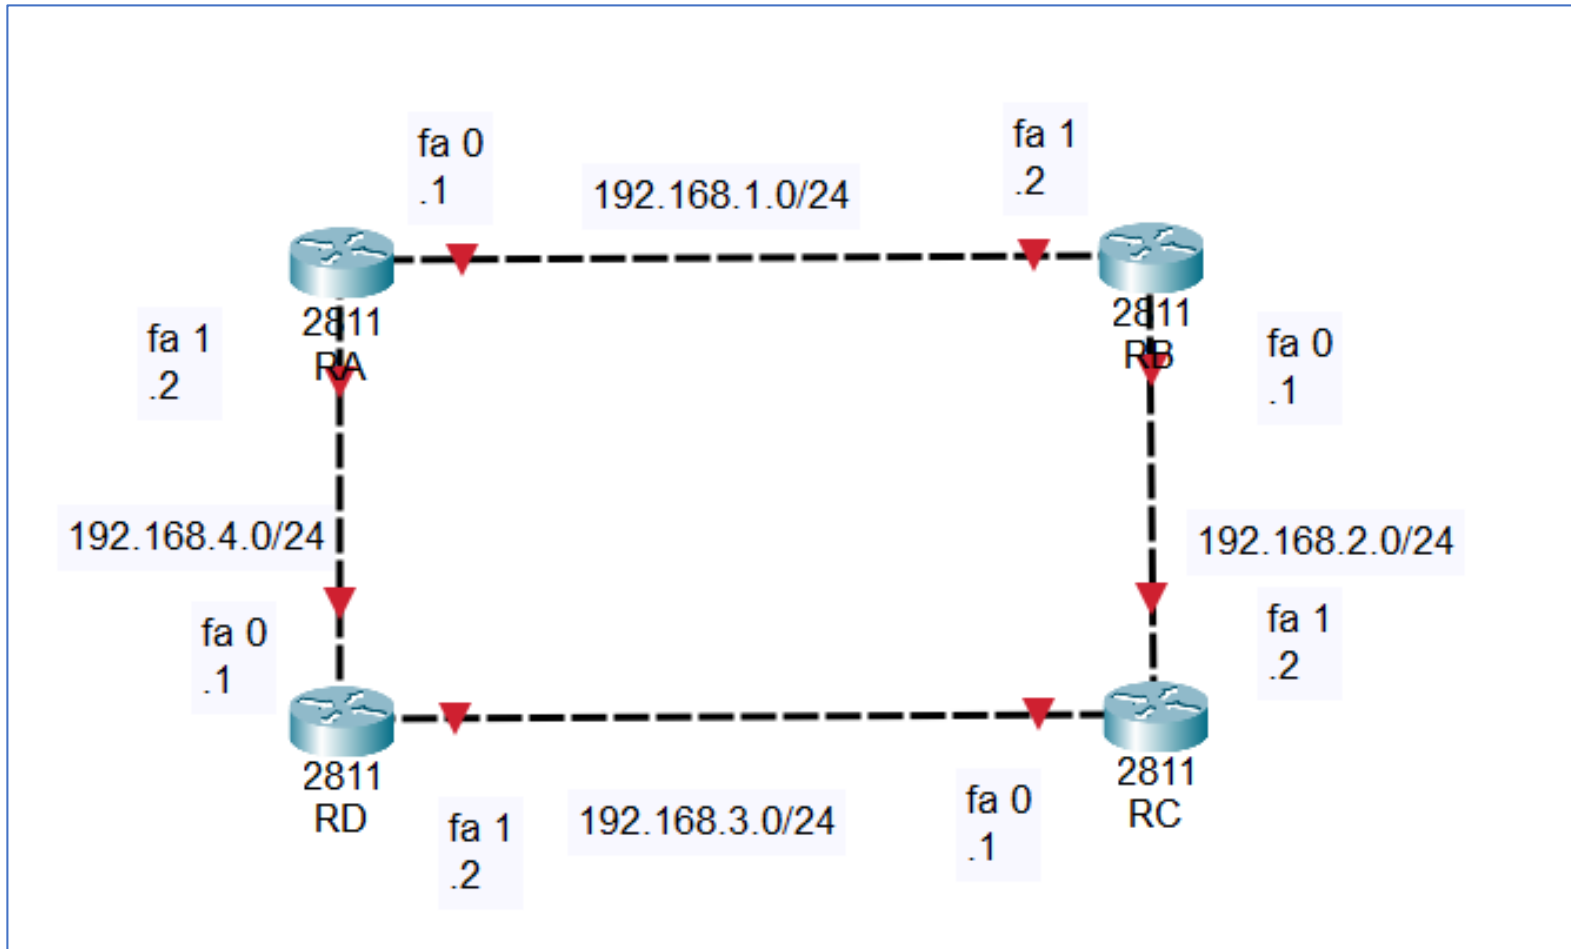 fa 0
.1
192.168.1.0/24
fa 1
.2
2811
RA
2811
RB
fa 1
.2
fa 0
.1
192.168.4.0/24
192.168.2.0/24
fa 0
.1
fa 1
.2
2811
RD
2811
RC
fa 1
.2
192.168.3.0/24
fa 0
.1